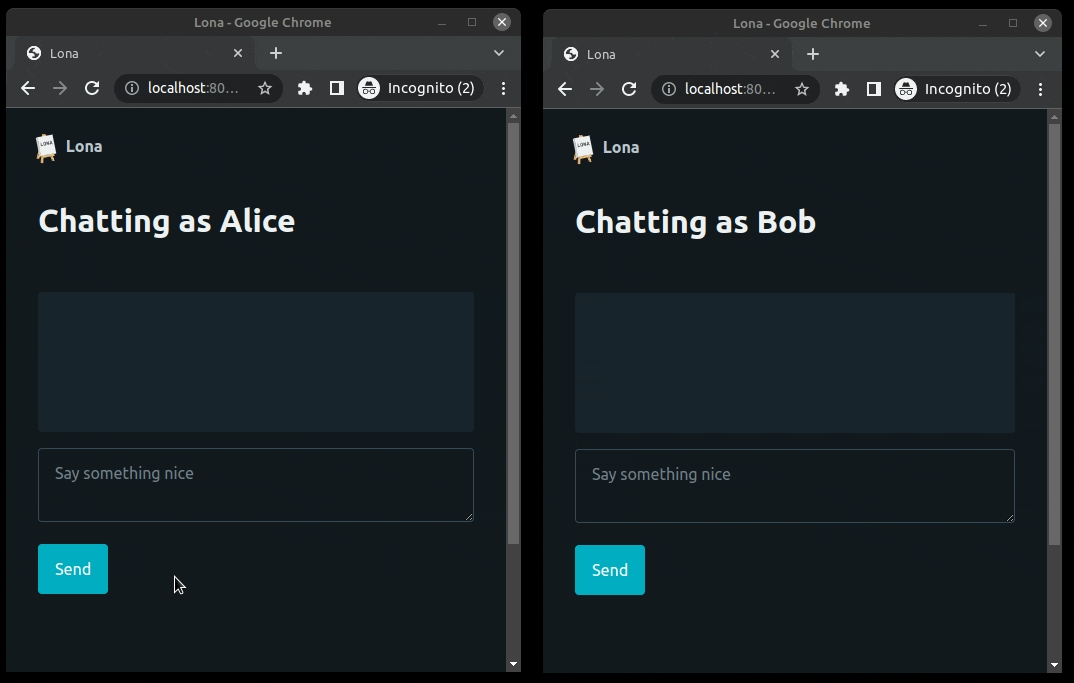 Lona - Google Chrome
Lona
localhost:80…
Incognito (2)
LONA
Lona
Chatting as Alice
Say something nice
Send
Lona - Google Chrome
Lona
localhost:80…
Incognito (2)
LONA
Lona
Chatting as Bob
Say something nice
Send